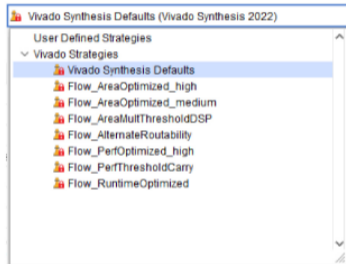 Vivado Synthesis Defaults (Vivado Synthesis 2022)
User Defined Strategies
Vivado Strategies
Vivado Synthesis Defaults
Flow_AreaOptimized_high
Flow_AreaOptimized_medium
Flow_AreaMultThresholdDSP
Flow_AlternateRoutability
Flow_PerfOptimized_high
Flow_PerfThresholdCarry
Flow_RuntimeOptimized